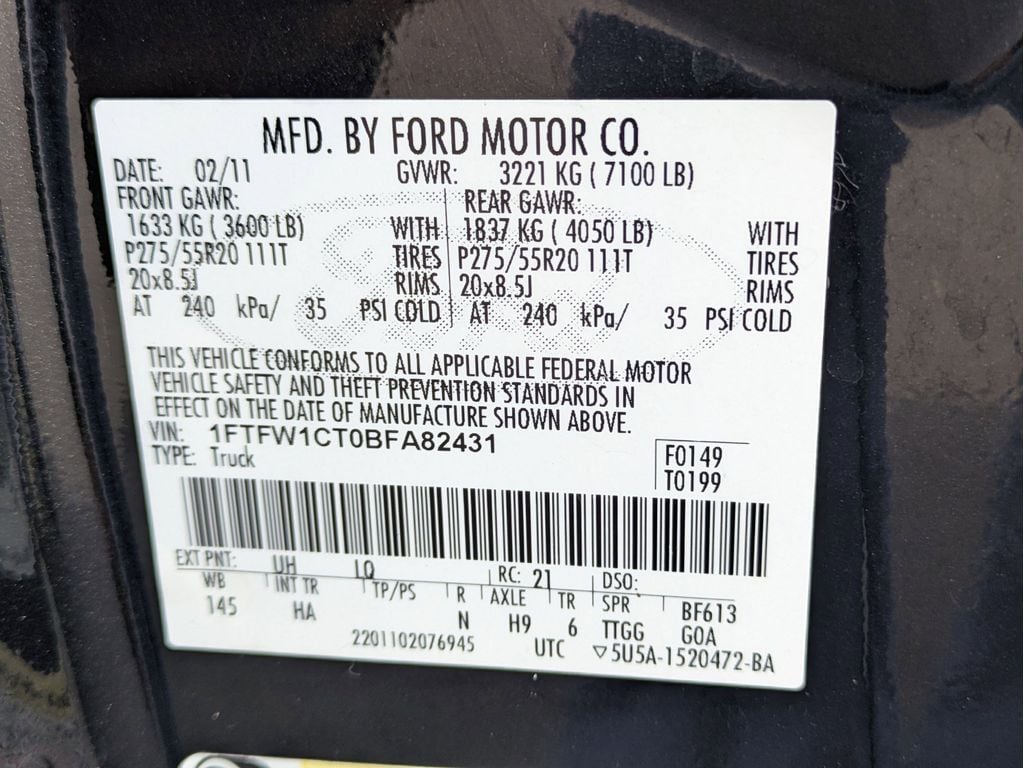 MFD. BY FORD MOTOR CO.
DATE: 02/11 GVWR: 3221 KG ( 7100 LB)
FRONT GAWR: REAR GAWR:
1633 KG ( 3600 LB) WITH 1837 KG ( 4050 LB) WITH
P275/55R20 111T TIRES P275/55R20 111T TIRES
20x8.5J RIMS 20x8.5J RIMS
AT 240 kPa/ 35 PSI COLD AT 240 kPa/ 35 PSI COLD
THIS VEHICLE CONFORMS TO ALL APPLICABLE FEDERAL MOTOR
VEHICLE SAFETY AND THEFT PREVENTION STANDARDS IN
EFFECT ON THE DATE OF MANUFACTURE SHOWN ABOVE.
VIN: 1FTFW1CT0BFA82431
TYPE: Truck
F0149
T0199
EXT PNT: UH LQ RC: 21 DSO:
WB INT TR TP/PS R AXLE TR SPR BF613
145 HA N H9 6 TTGG GOA
2201102076945 UTC ▽5U5A-1520472-BA